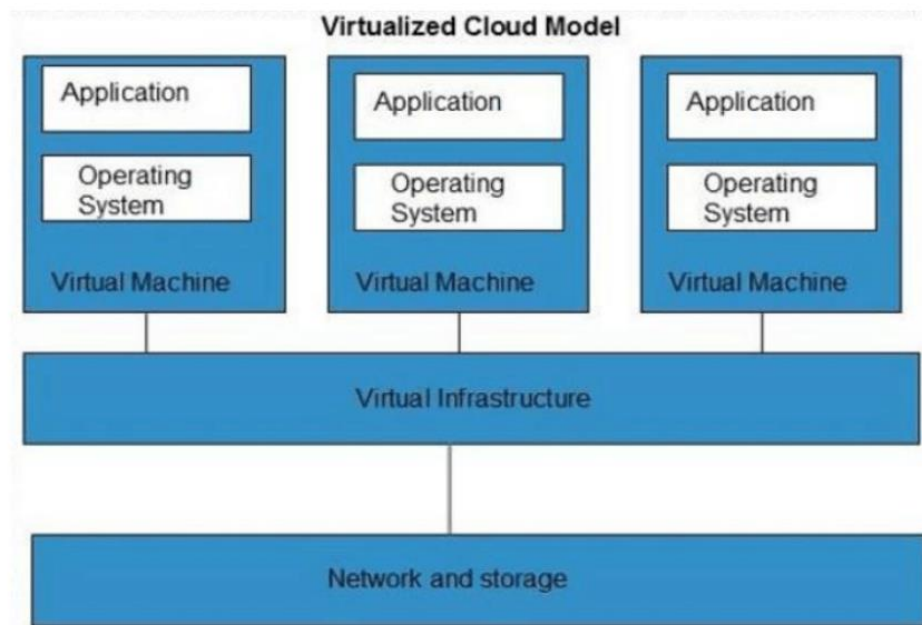 Virtualized Cloud Model
Application
Operating
System
Virtual Machine
Application
Operating
System
Virtual Machine
Application
Operating
System
Virtual Machine
Virtual Infrastructure
Network and storage